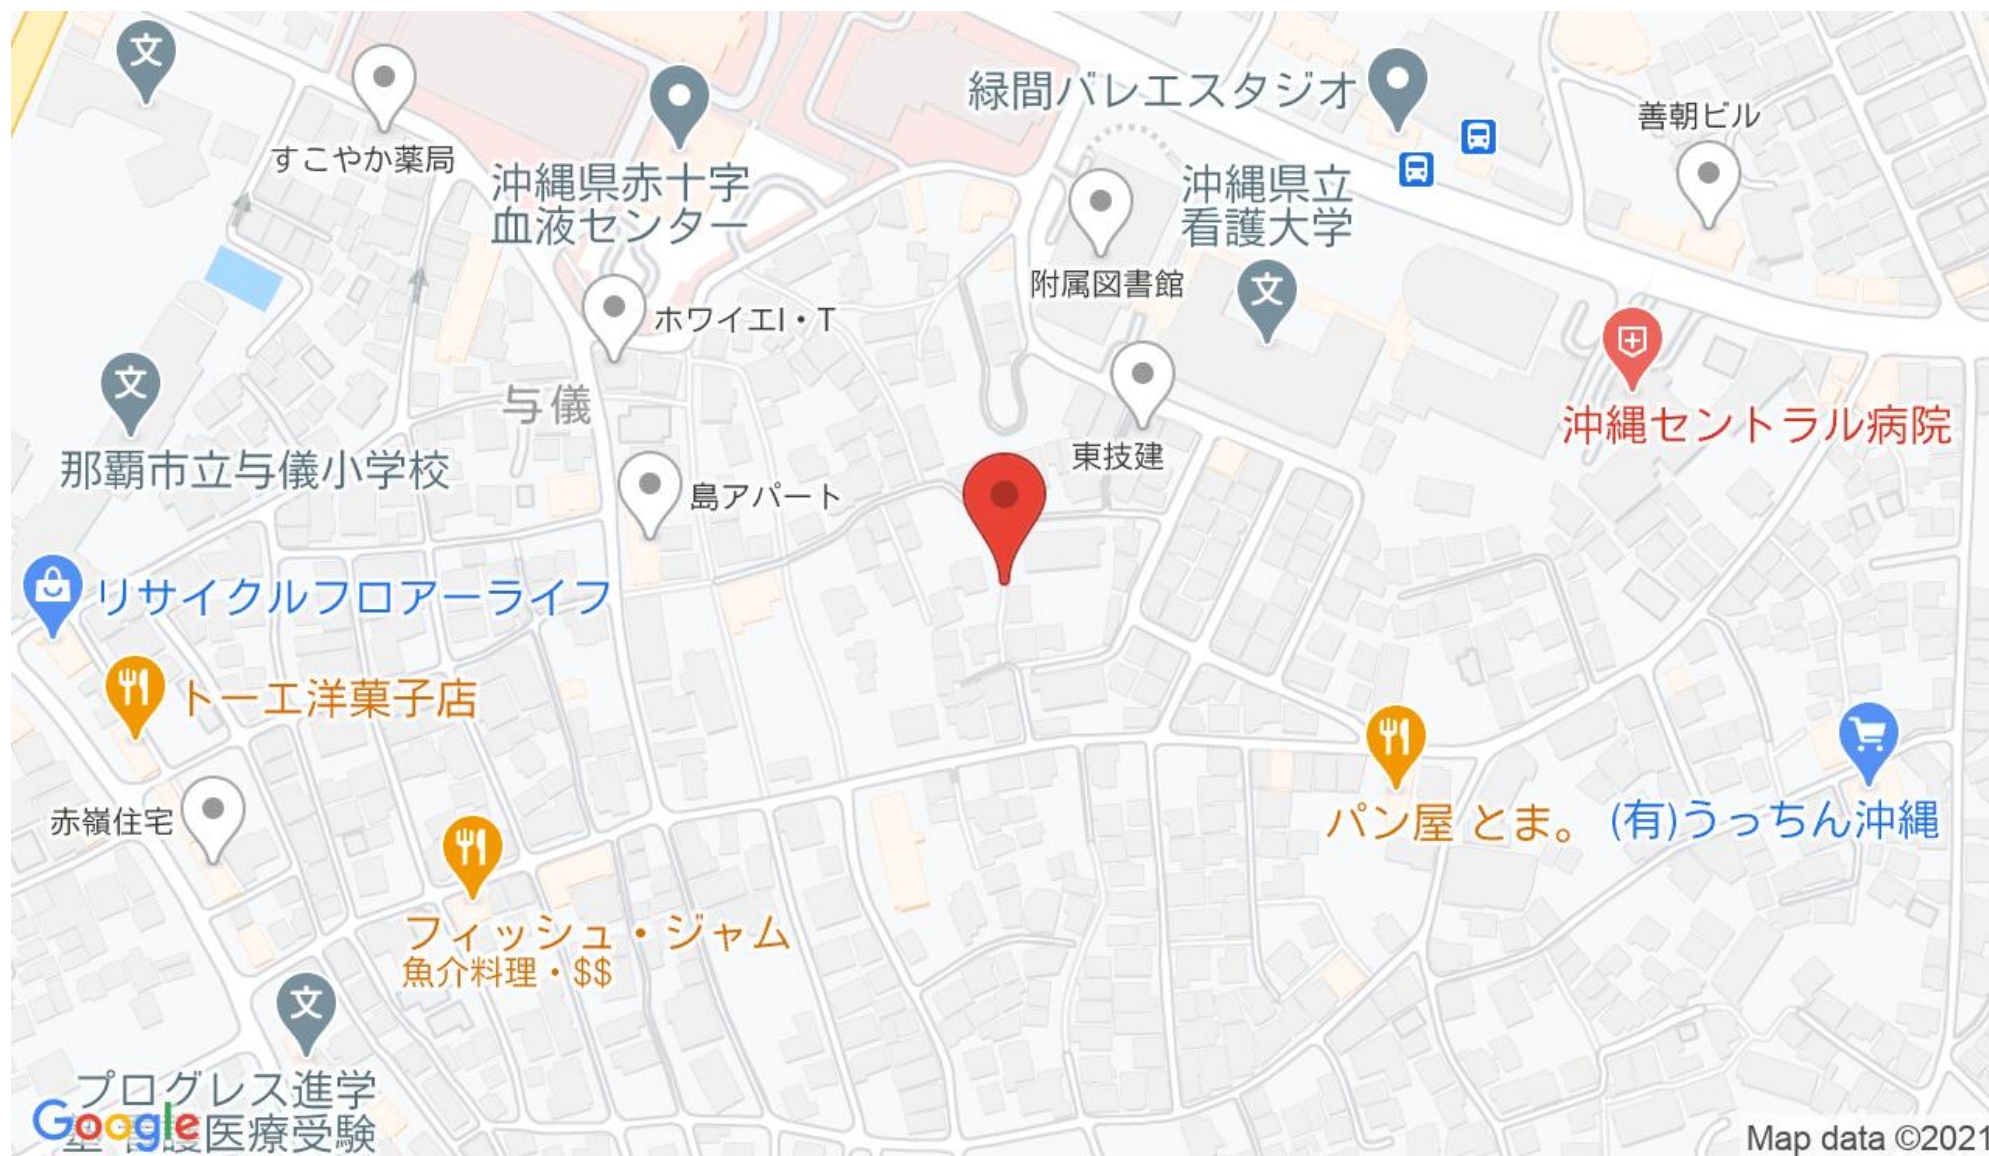 文
すこやか薬局
沖縄県赤十字
血液センター
緑間バレエスタジオ
善朝ビル
沖縄県立
看護大学
附属図書館
文
ホワイエI・T
文
与儀
那覇市立与儀小学校
東技建
沖縄セントラル病院
島アパート
リサイクルフロアーライフ
トーエ洋菓子店
赤嶺住宅
パン屋 とま。
(有)うっちん沖縄
フィッシュ・ジャム
魚介料理・$$
文
プログレス進学
塾 看護医療受験
Google
Map data ©2021